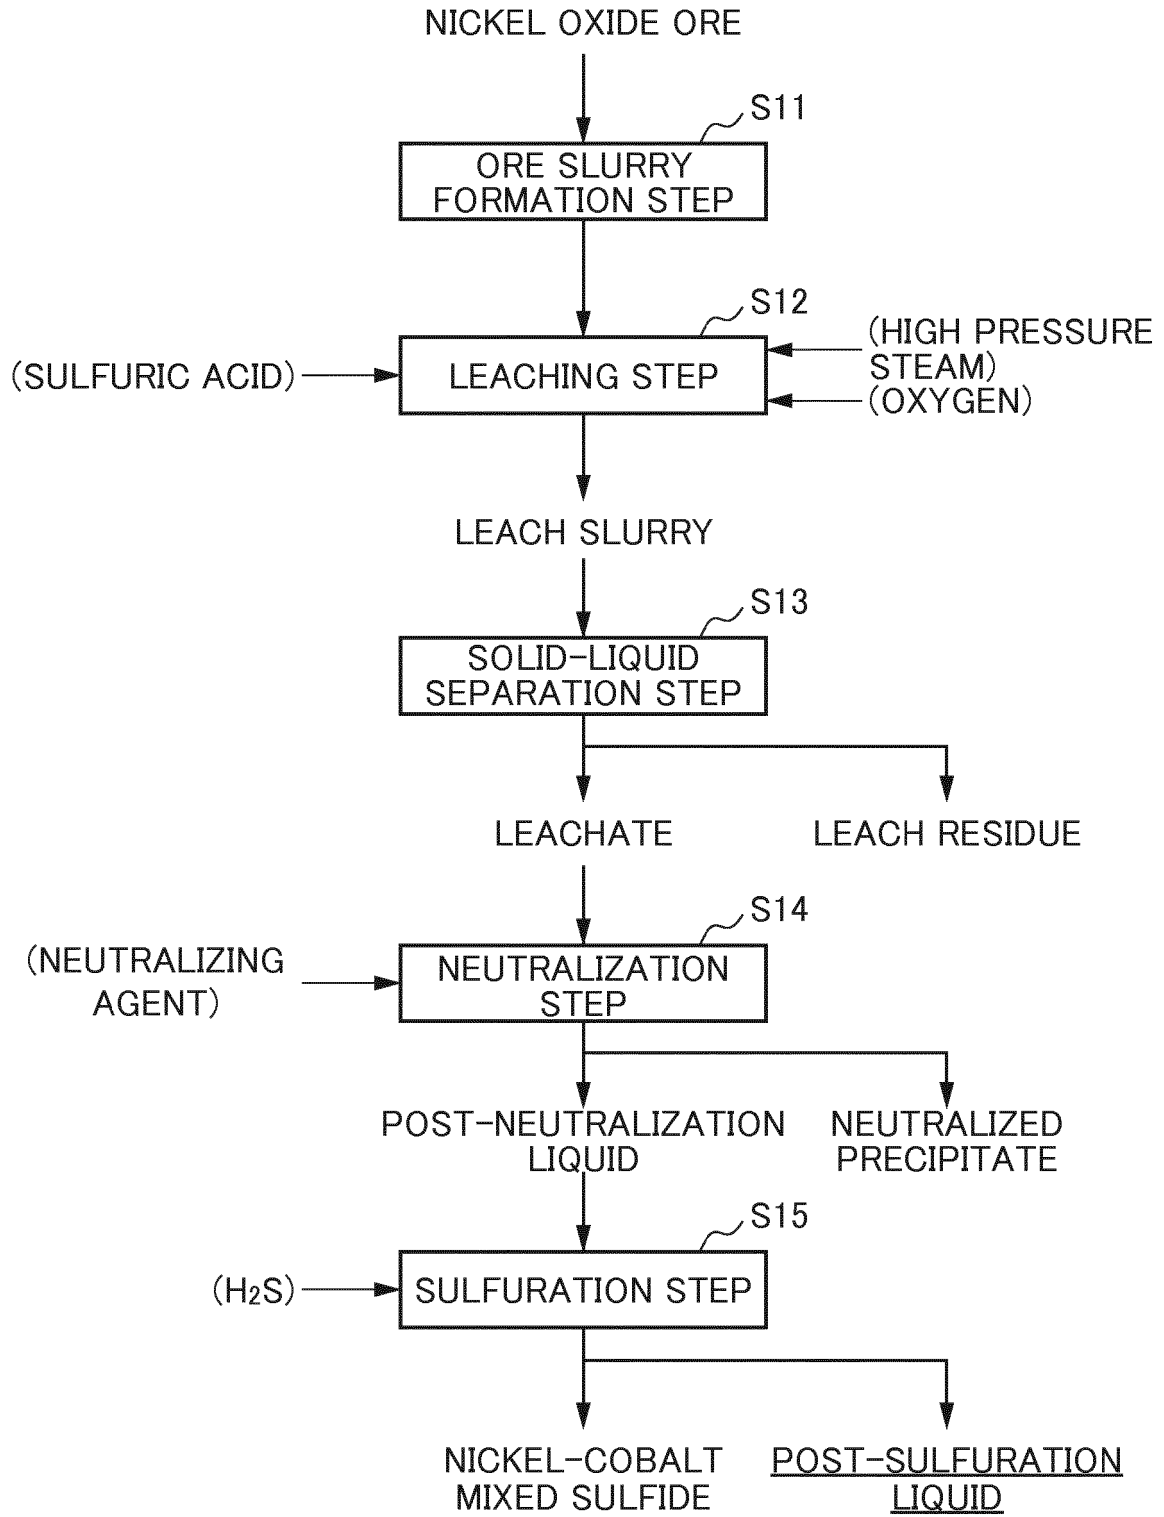 NICKEL OXIDE ORE
S11
ORE SLURRY
FORMATION STEP
S12
(HIGH PRESSURE
STEAM)
(SULFURIC ACID)
LEACHING STEP
(OXYGEN)
LEACH SLURRY
S13
SOLID-LIQUID
SEPARATION STEP
LEACHATE
LEACH RESIDUE
S14
(NEUTRALIZING
AGENT)
NEUTRALIZATION
STEP
POST-NEUTRALIZATION
LIQUID
NEUTRALIZED
PRECIPITATE
S15
(H₂S)
SULFURATION STEP
NICKEL-COBALT
MIXED SULFIDE
POST-SULFURATION
LIQUID